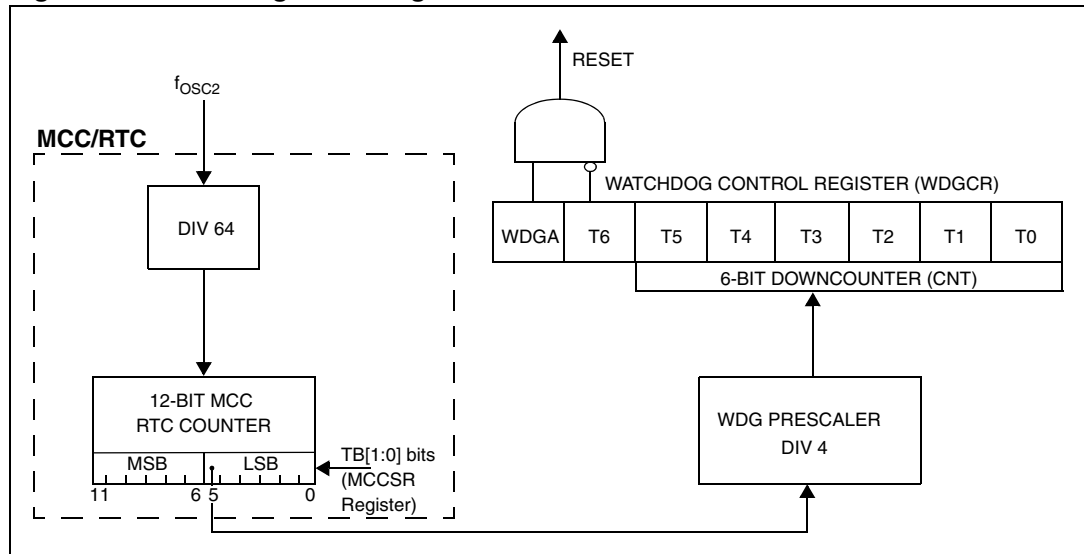 RESET
fOSC2
MCC/RTC
DIV 64
WATCHDOG CONTROL REGISTER (WDGCR)
WDGA T6 T5 T4 T3 T2 T1 T0
6-BIT DOWNCOUNTER (CNT)
12-BIT MCC
RTC COUNTER
MSB LSB
11 6 5 0
TB[1:0] bits
(MCCSR
Register)
WDG PRESCALER
DIV 4